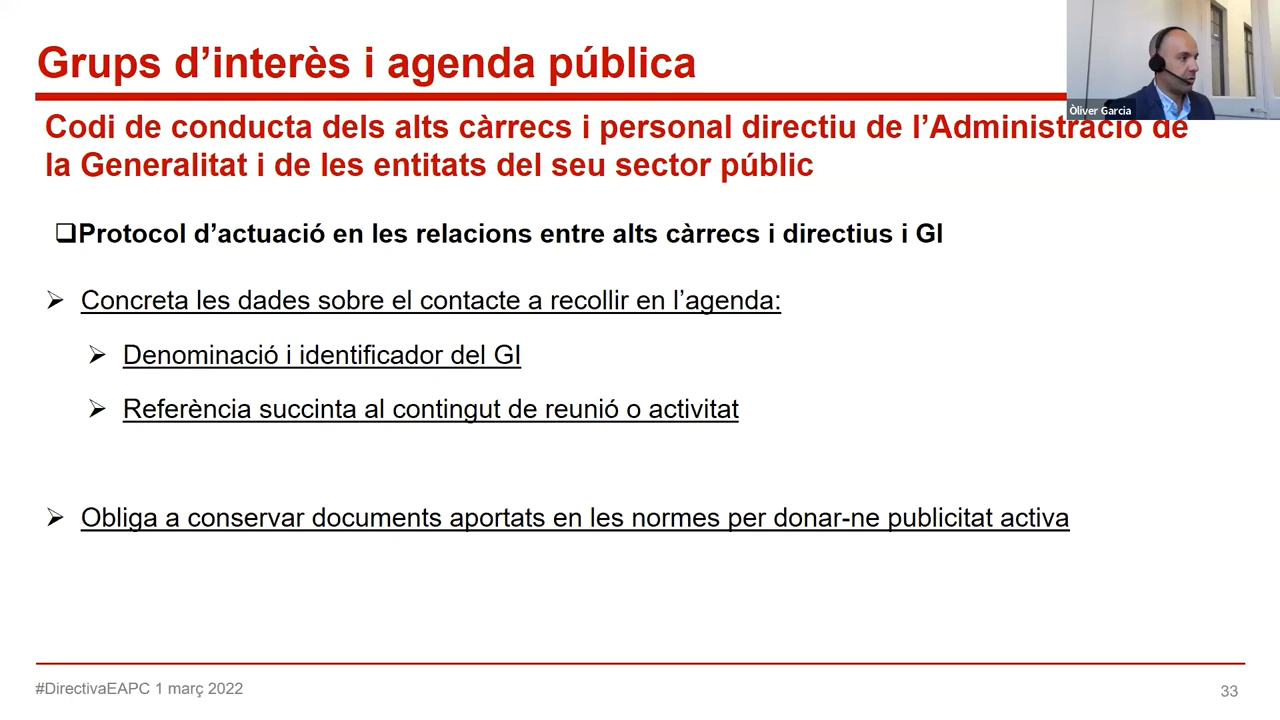 Grups d’interès i agenda pública
Òliver Garcia
Codi de conducta dels alts càrrecs i personal directiu de l’Administració de
la Generalitat i de les entitats del seu sector públic
❑Protocol d’actuació en les relacions entre alts càrrecs i directius i GI
➢ Concreta les dades sobre el contacte a recollir en l’agenda:
➢ Denominació i identificador del GI
➢ Referència succinta al contingut de reunió o activitat
➢ Obliga a conservar documents aportats en les normes per donar-ne publicitat activa
#DirectivaEAPC 1 març 2022
33